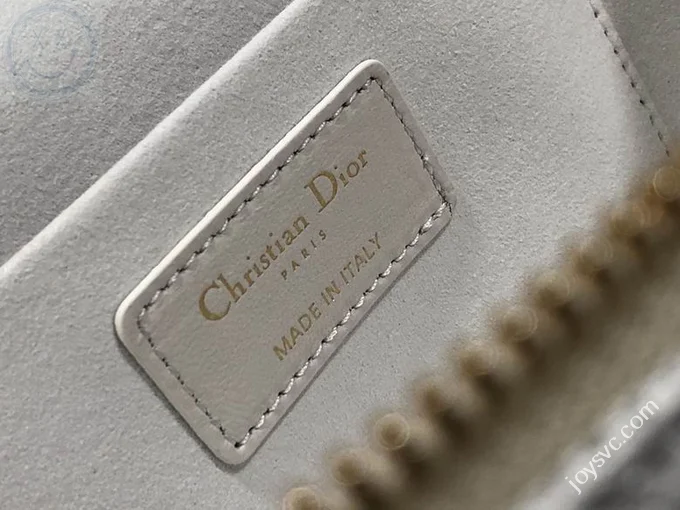 Christian Dior
PARIS
MADE IN ITALY
joysvc.com